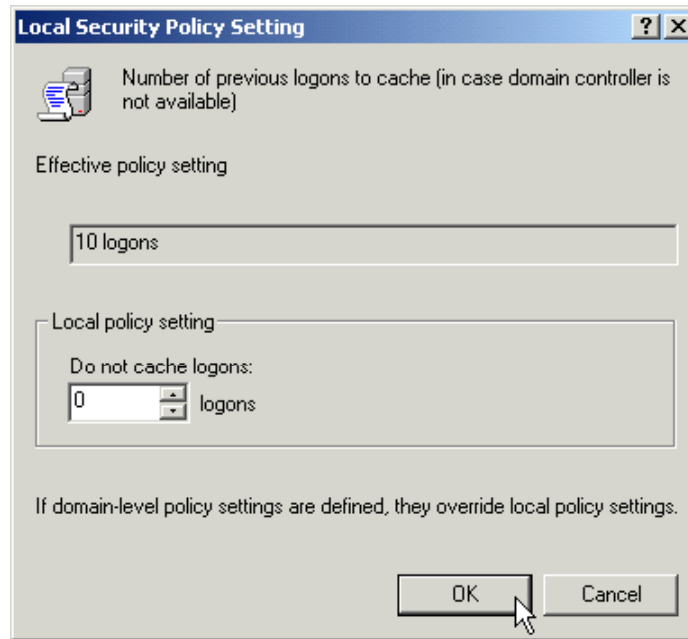 Local Security Policy Setting
Number of previous logons to cache (in case domain controller is
not available)
Effective policy setting
10 logons
Local policy setting
Do not cache logons:
0 logons
If domain-level policy settings are defined, they override local policy settings.
OK Cancel